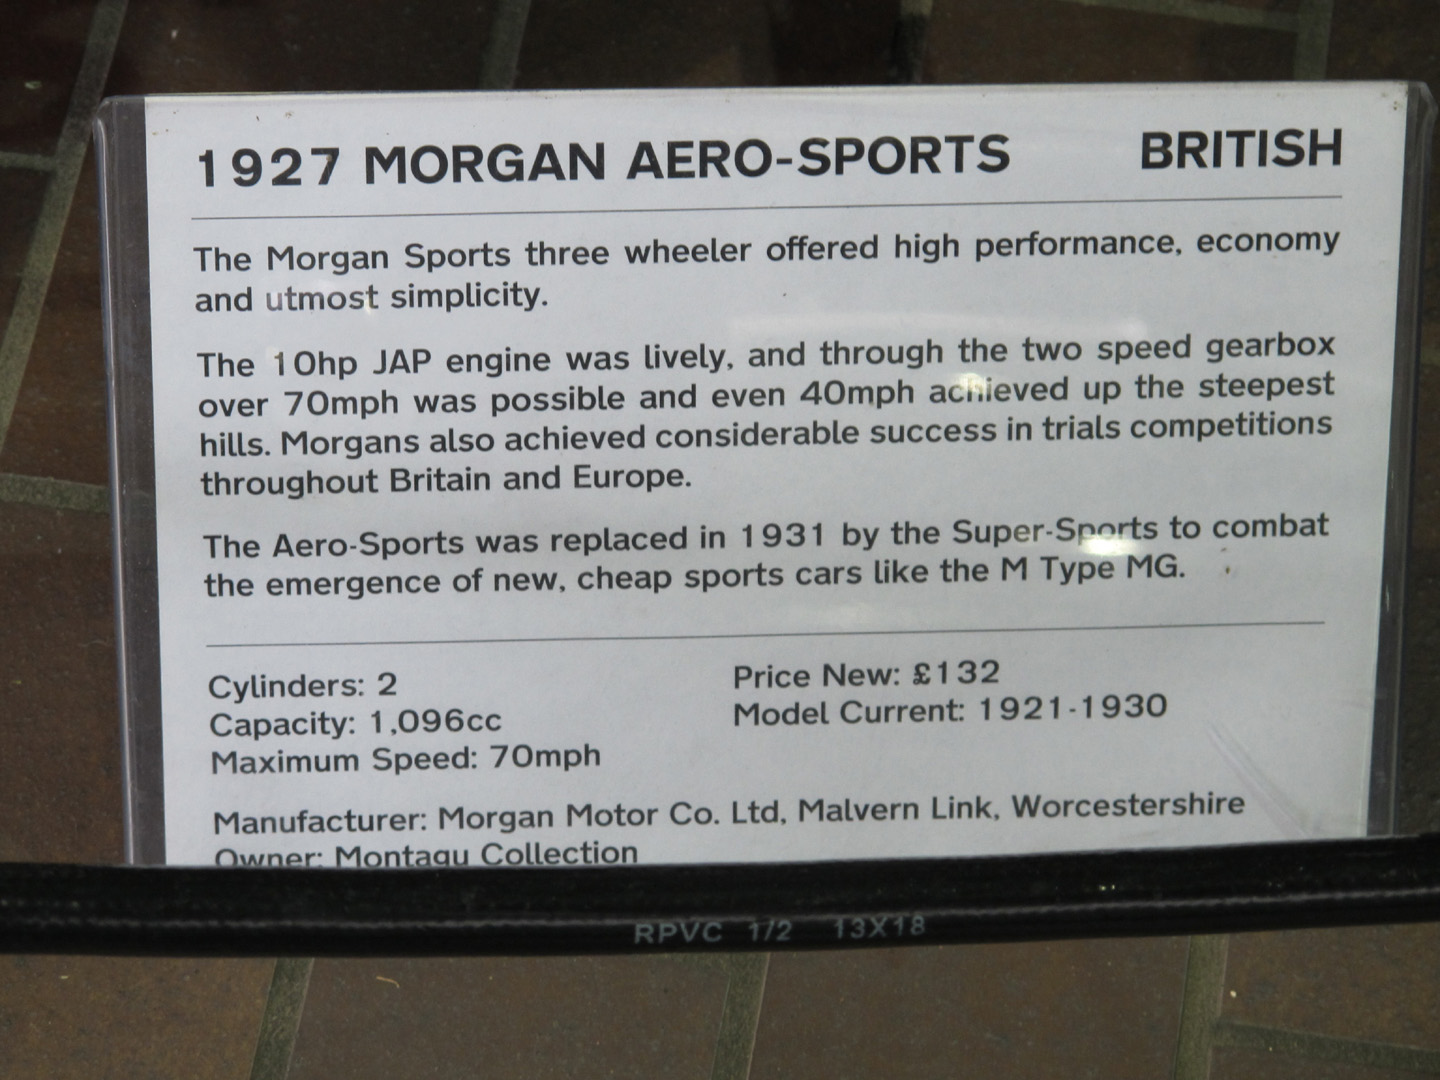 1927 MORGAN AERO-SPORTS BRITISH
The Morgan Sports three wheeler offered high performance, economy
and utmost simplicity.
The 10hp JAP engine was lively, and through the two speed gearbox
over 70mph was possible and even 40mph achieved up the steepest
hills. Morgans also achieved considerable success in trials competitions
throughout Britain and Europe.
The Aero-Sports was replaced in 1931 by the Super-Sports to combat
the emergence of new, cheap sports cars like the M Type MG.
Cylinders: 2
Capacity: 1,096cc
Maximum Speed: 70mph
Price New: £132
Model Current: 1921-1930
Manufacturer: Morgan Motor Co. Ltd, Malvern Link, Worcestershire
Owner: Montagu Collection
RPVC 1/2 13X18